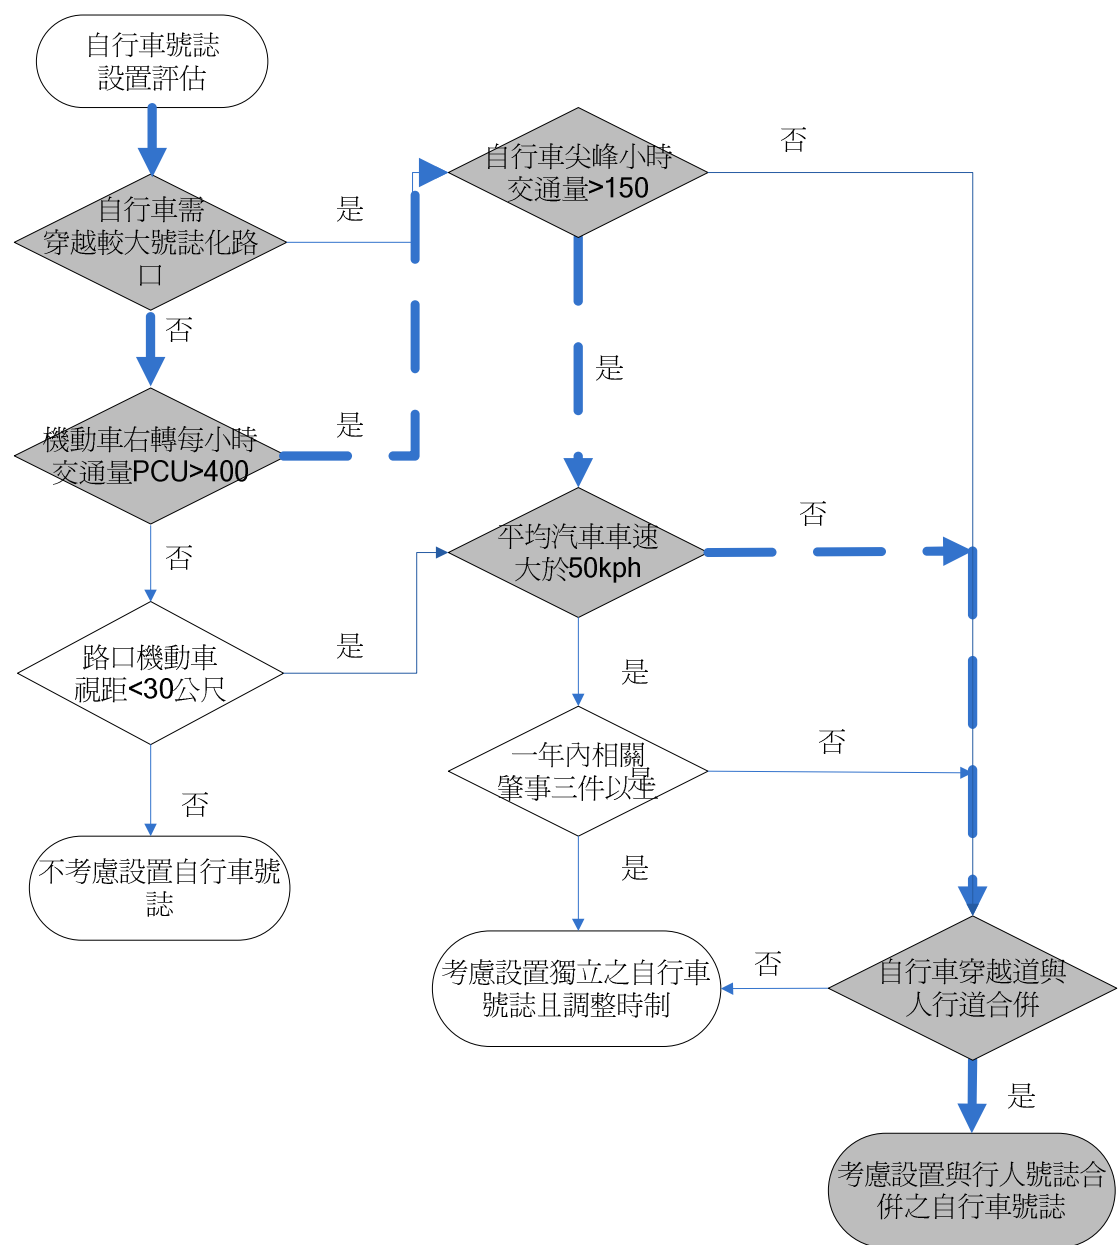 自行車號誌
設置評估
自行車需
穿越較大號誌化路
口
是
否
機動車右轉每小時
交通量PCU>400
是
否
路口機動車
視距<30公尺
是
否
不考慮設置自行車號
誌
自行車尖峰小時
交通量>150
否
是
平均汽車車速
大於50kph
否
是
一年內相關
肇事三件以上
是
否
是
考慮設置獨立之自行車
號誌且調整時制
否
自行車穿越道與
人行道合併
是
考慮設置與行人號誌合
併之自行車號誌